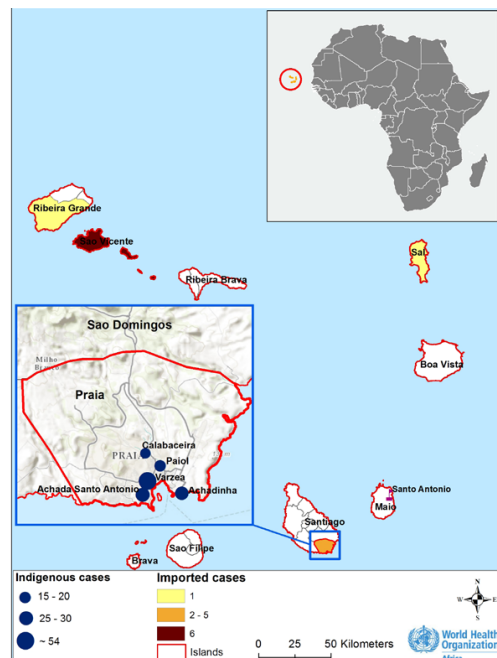 Ribeira Grande
Sao Vicente
Ribeira Brava
Sal
Boa Vista
Sao Domingos
Praia
Calabaceira
Paiol
Varzea
Achada Santo Antonio
Achadinha
Santo Antonio
Maio
Santiago
Sao Filipe
Brava
Indigenous cases
15 - 20
25 - 30
~ 54
Imported cases
1
2 - 5
6
Islands
0 25 50 Kilometers
N
W E
S
World Health
Organization